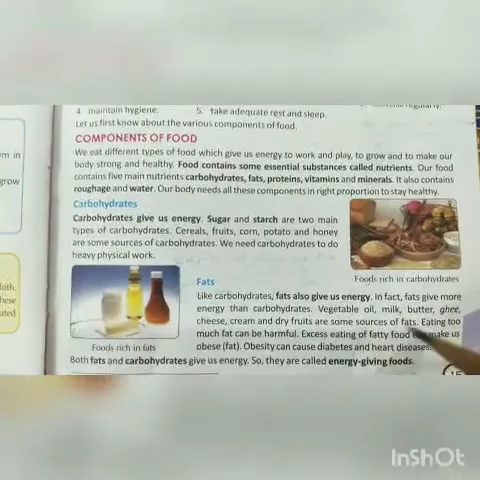 4. maintain hygiene. 5. take adequate rest and sleep. regularly.
Let us first know about the various components of food.
COMPONENTS OF FOOD
We eat different types of food which give us energy to work and play, to grow and to make our
body strong and healthy. Food contains some essential substances called nutrients. Our food
contains five main nutrients carbohydrates, fats, proteins, vitamins and minerals. It also contains
roughage and water. Our body needs all these components in right proportion to stay healthy.
Carbohydrates
Carbohydrates give us energy. Sugar and starch are two main
types of carbohydrates. Cereals, fruits, corn, potato and honey
are some sources of carbohydrates. We need carbohydrates to do
heavy physical work.
Foods rich in carbohydrates
Fats
Like carbohydrates, fats also give us energy. In fact, fats give more
energy than carbohydrates. Vegetable oil, milk, butter, ghee,
cheese, cream and dry fruits are some sources of fats. Eating too
much fat can be harmful. Excess eating of fatty food can make us
obese (fat). Obesity can cause diabetes and heart diseases.
Foods rich in fats
Both fats and carbohydrates give us energy. So, they are called energy-giving foods.
15
in
grow
InShOt